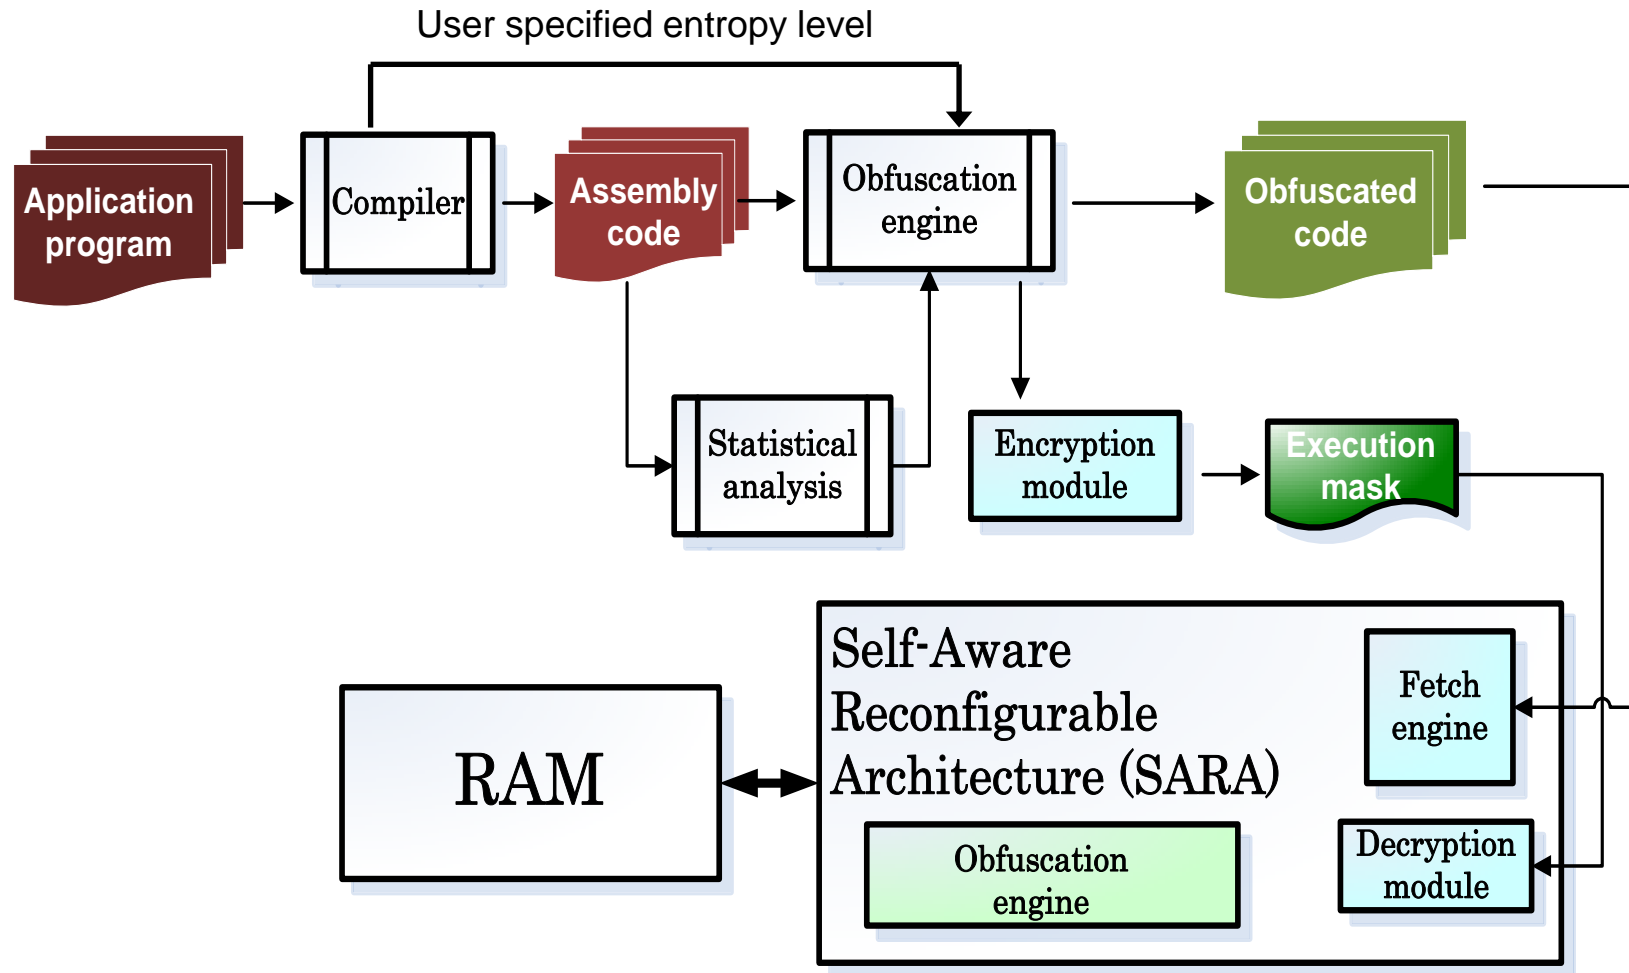 User specified entropy level
Application
program
Compiler
Assembly
code
Obfuscation
engine
Obfuscated
code
Statistical
analysis
Encryption
module
Execution
mask
Self-Aware
Reconfigurable
Architecture (SARA)
Fetch
engine
RAM
Obfuscation
engine
Decryption
module